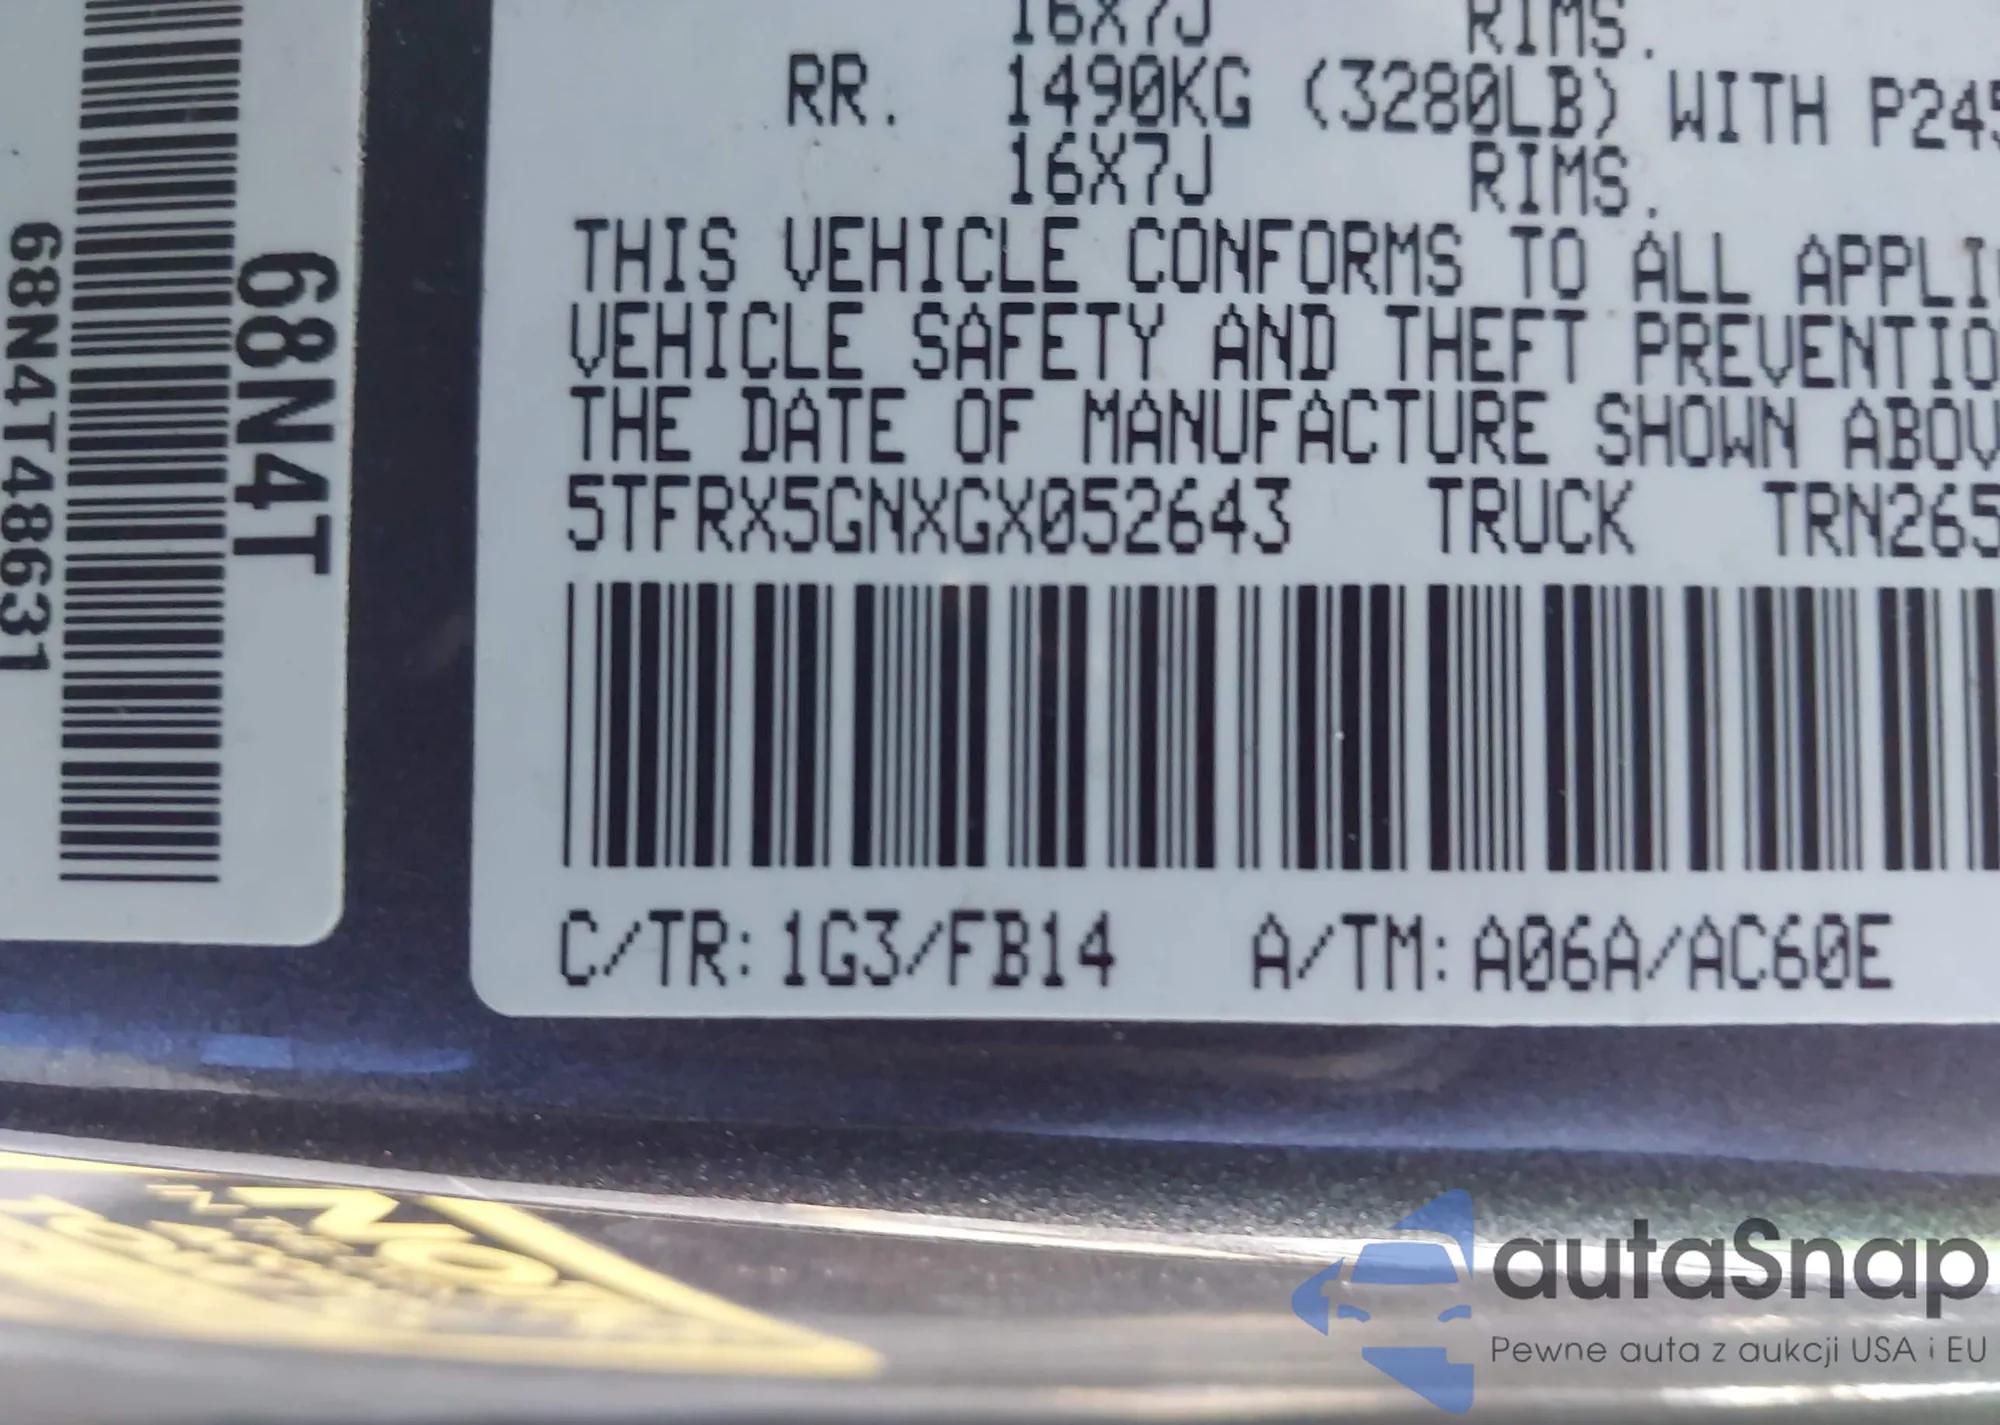 16X7J RIMS.
RR. 1490KG (3280LB) WITH P245
16X7J RIMS.
THIS VEHICLE CONFORMS TO ALL APPLIC
VEHICLE SAFETY AND THEFT PREVENTIO
THE DATE OF MANUFACTURE SHOWN ABOV
5TFRX5GNXGX052643 TRUCK TRN265
C/TR: 1G3/FB14 A/TM: A06A/AC60E
68N4T
68N4T48631
autaSnap
Pewne auta z aukcji USA i EU